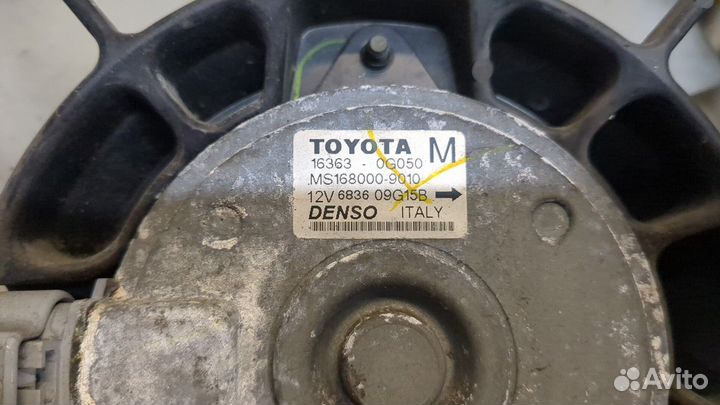 TOYOTA M
16363 - 0G050
MS168000-9010
12V 6836 09G15B
DENSO ITALY
Avito